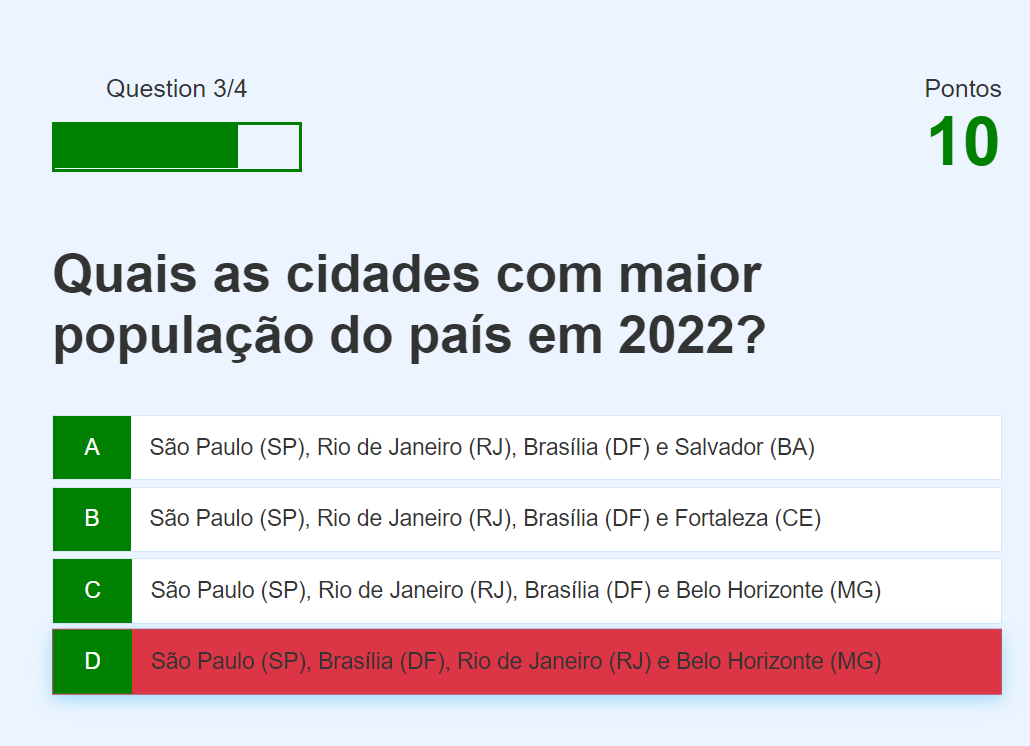 Question 3/4
Pontos
10
Quais as cidades com maior
população do país em 2022?
A
São Paulo (SP), Rio de Janeiro (RJ), Brasília (DF) e Salvador (BA)
B
São Paulo (SP), Rio de Janeiro (RJ), Brasília (DF) e Fortaleza (CE)
C
São Paulo (SP), Rio de Janeiro (RJ), Brasília (DF) e Belo Horizonte (MG)
D
São Paulo (SP), Brasília (DF), Rio de Janeiro (RJ) e Belo Horizonte (MG)